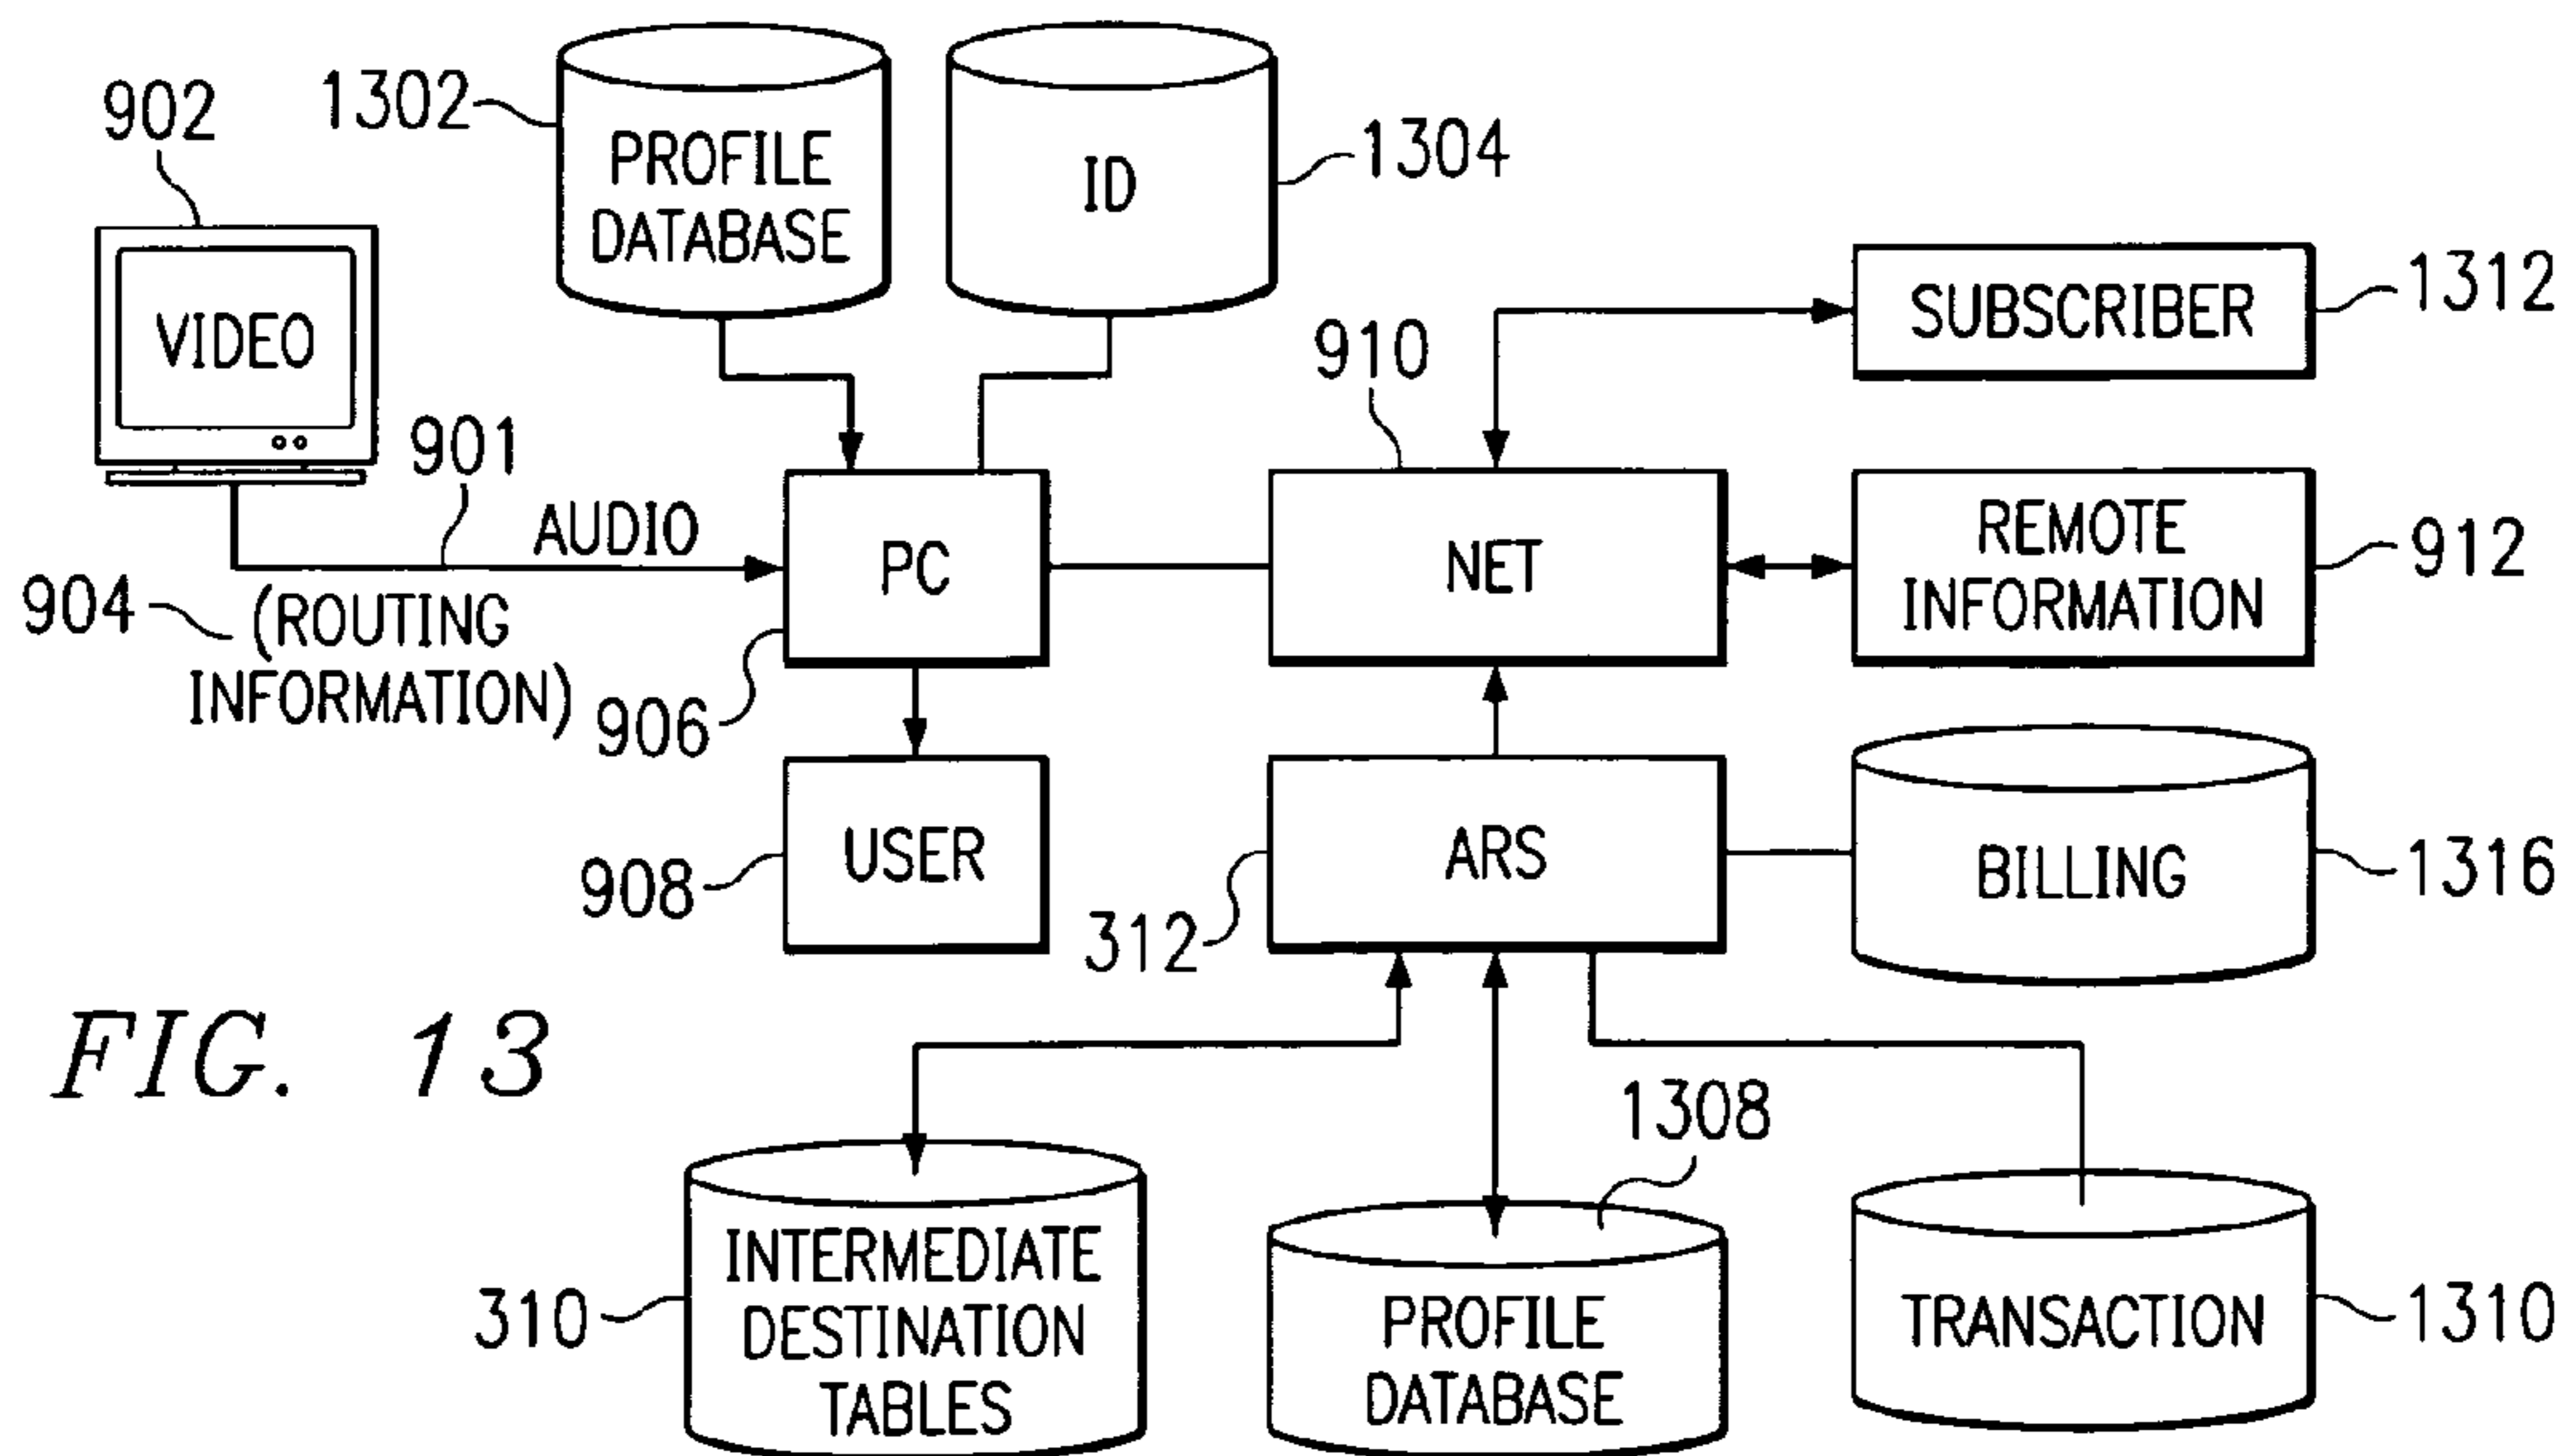 902
1302
PROFILE
DATABASE
ID
1304
VIDEO
901
AUDIO
904
(ROUTING
INFORMATION)
PC
906
USER
908
910
NET
SUBSCRIBER
1312
REMOTE
INFORMATION
912
ARS
312
BILLING
1316
FIG. 13
310
INTERMEDIATE
DESTINATION
TABLES
1308
PROFILE
DATABASE
TRANSACTION
1310